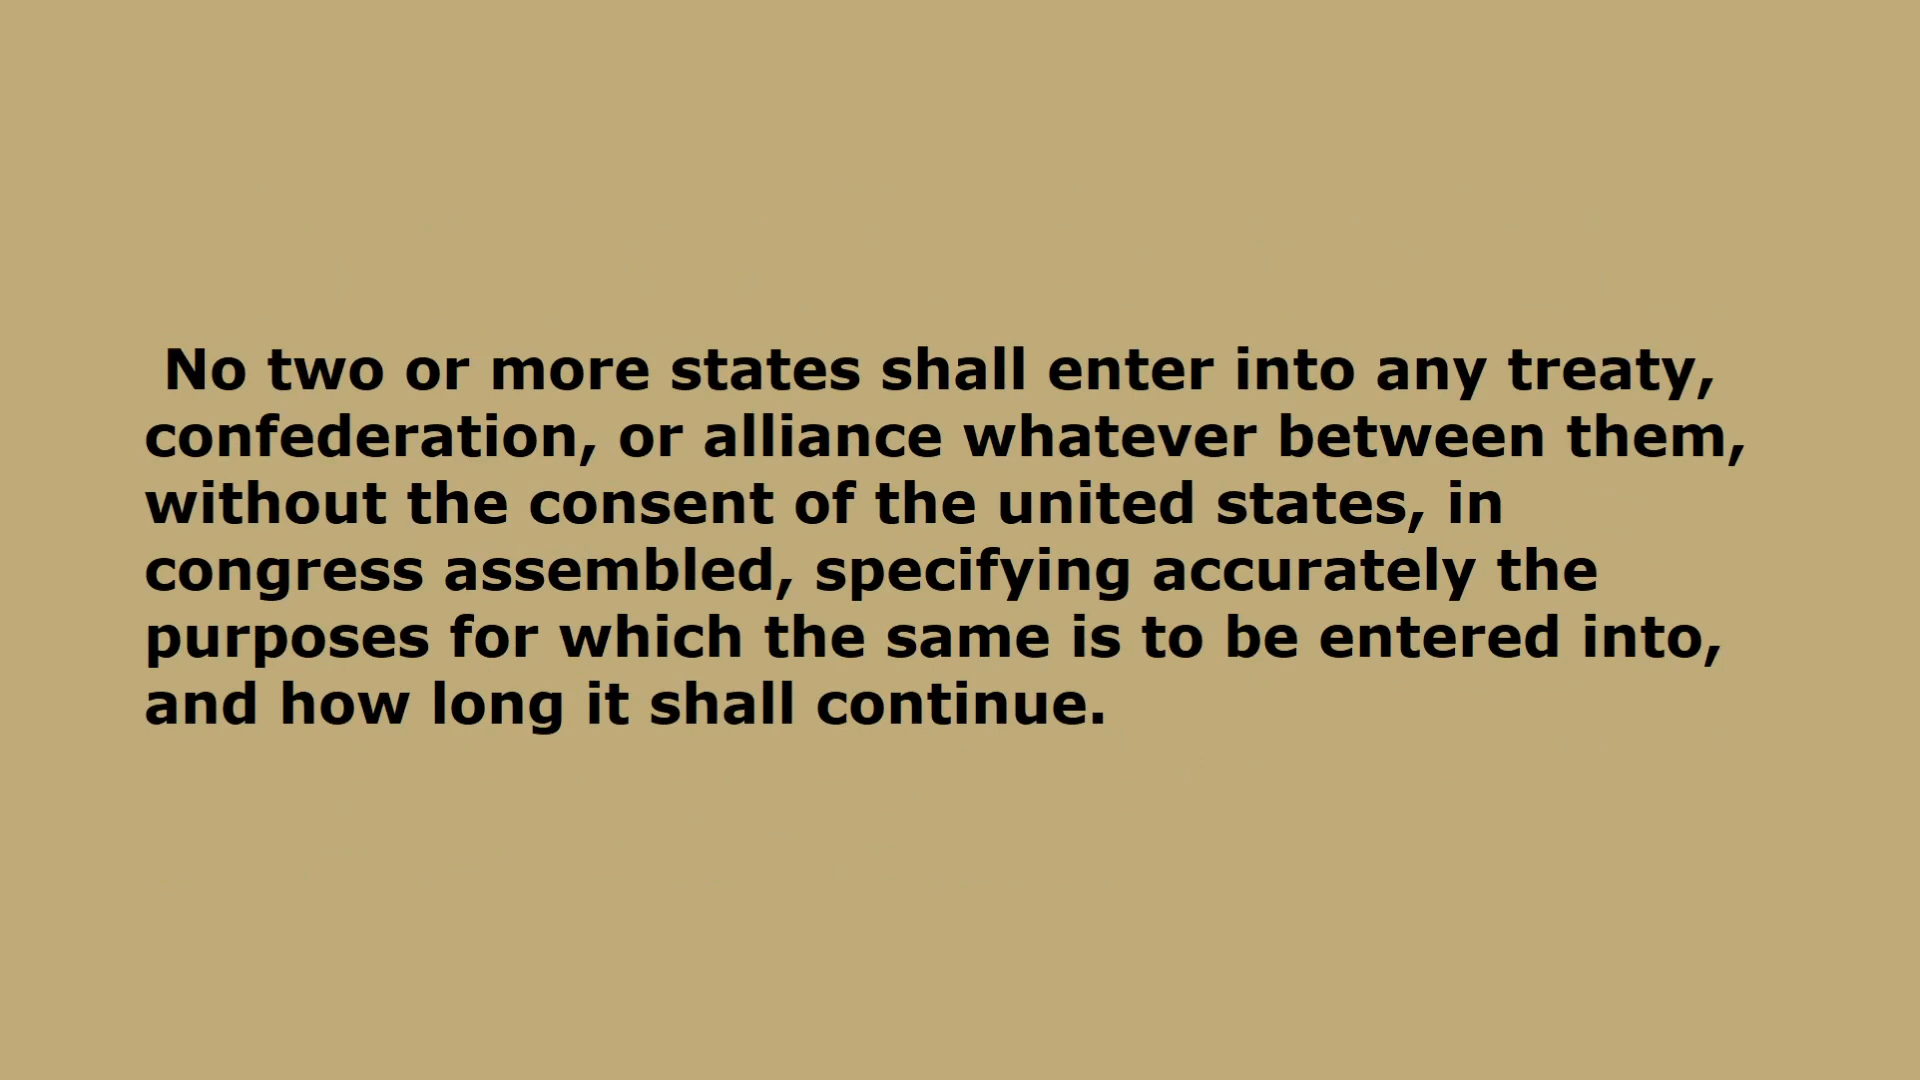 No two or more states shall enter into any treaty,
confederation, or alliance whatever between them,
without the consent of the united states, in
congress assembled, specifying accurately the
purposes for which the same is to be entered into,
and how long it shall continue.